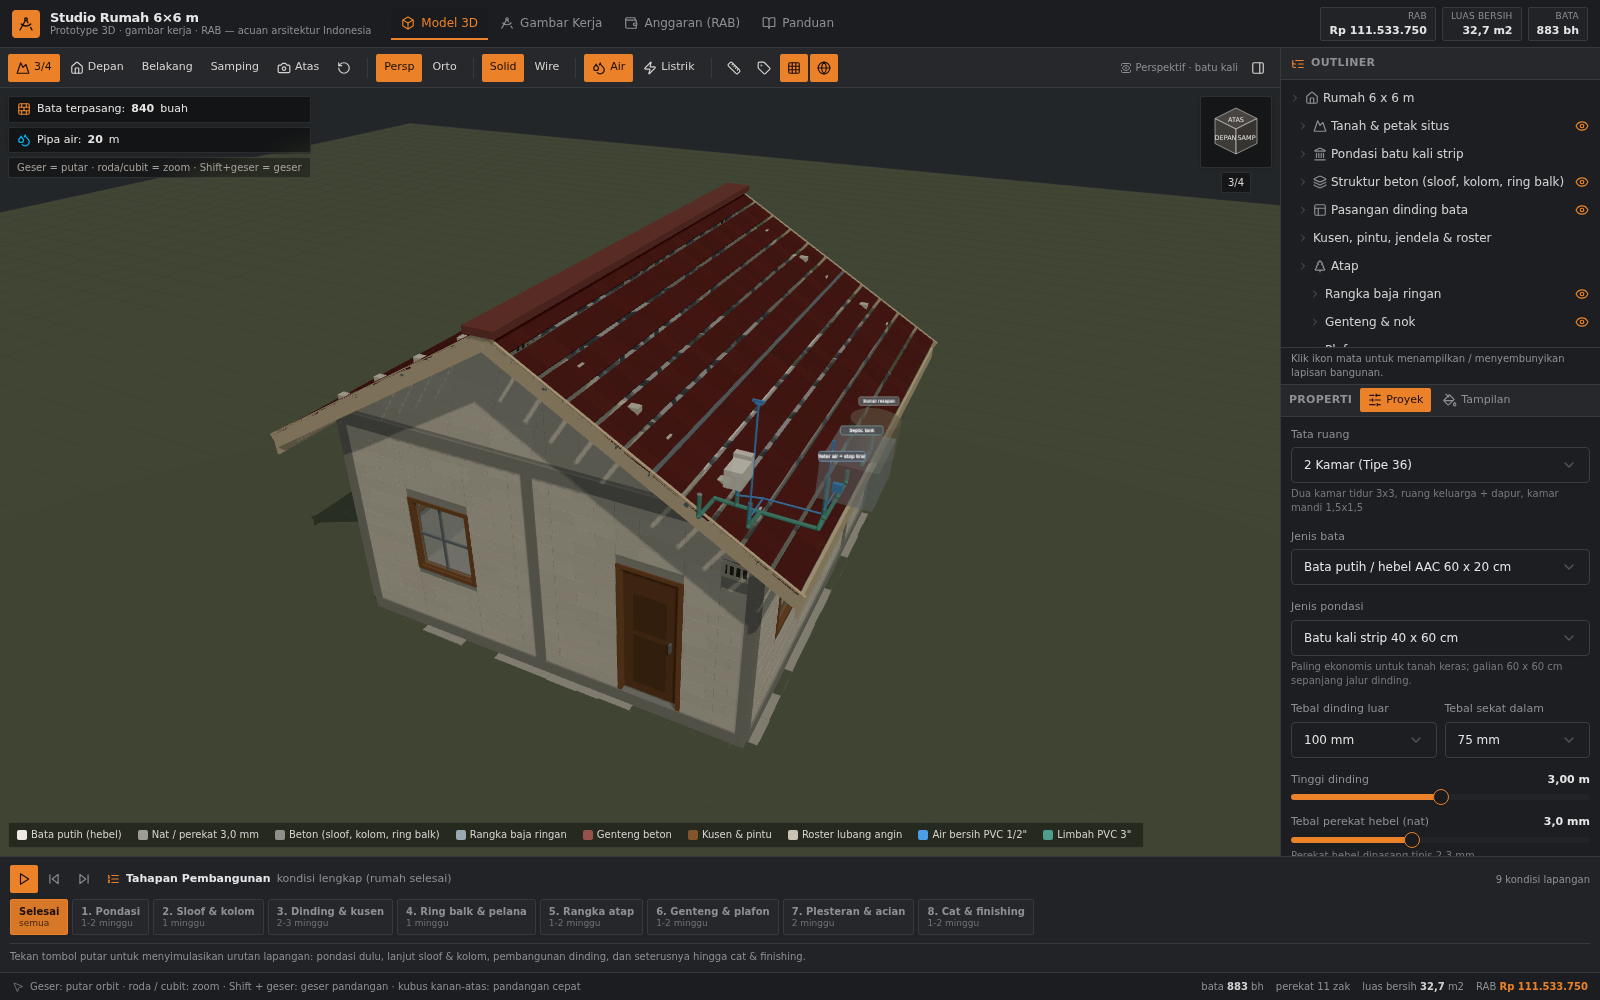 Studio Rumah 6×6 m
Prototype 3D · gambar kerja · RAB — acuan arsitektur Indonesia
Model 3D
Gambar Kerja
Anggaran (RAB)
Panduan
RAB
Rp 111.533.750
LUAS BERSIH
32,7 m2
BATA
883 bh
3/4
Depan
Belakang
Samping
Atas
Persp
Orto
Solid
Wire
Air
Listrik
Perspektif · batu kali
Bata terpasang: 840 buah
Pipa air: 20 m
Geser = putar · roda/cubit = zoom · Shift+geser = geser
ATAS
DEPAN
SAMP
3/4
Sumur resapan
Septic tank
Meter air + stop kran
Bata putih (hebel)
Nat / perekat 3,0 mm
Beton (sloof, kolom, ring balk)
Rangka baja ringan
Genteng beton
Kusen & pintu
Roster lubang angin
Air bersih PVC 1/2"
Limbah PVC 3"
OUTLINER
Rumah 6 x 6 m
Tanah & petak situs
Pondasi batu kali strip
Struktur beton (sloof, kolom, ring balk)
Pasangan dinding bata
Kusen, pintu, jendela & roster
Atap
Rangka baja ringan
Genteng & nok
Klik ikon mata untuk menampilkan / menyembunyikan
lapisan bangunan.
PROPERTI
Proyek
Tampilan
Tata ruang
2 Kamar (Tipe 36)
Dua kamar tidur 3x3, ruang keluarga + dapur, kamar
mandi 1,5x1,5
Jenis bata
Bata putih / hebel AAC 60 x 20 cm
Jenis pondasi
Batu kali strip 40 x 60 cm
Paling ekonomis untuk tanah keras; galian 60 x 60 cm
sepanjang jalur dinding.
Tebal dinding luar
Tebal sekat dalam
100 mm
75 mm
Tinggi dinding
3,00 m
Tebal perekat hebel (nat)
3,0 mm
Perekat hebel dipasang tipis 2-3 mm
Tahapan Pembangunan kondisi lengkap (rumah selesai)
9 kondisi lapangan
Selesai
semua
1. Pondasi
1-2 minggu
2. Sloof & kolom
1 minggu
3. Dinding & kusen
2-3 minggu
4. Ring balk & pelana
1 minggu
5. Rangka atap
1-2 minggu
6. Genteng & plafon
1-2 minggu
7. Plesteran & acian
2 minggu
8. Cat & finishing
1-2 minggu
Tekan tombol putar untuk menyimulasikan urutan lapangan: pondasi dulu, lanjut sloof & kolom, pembangunan dinding, dan seterusnya hingga cat & finishing.
Geser: putar orbit · roda / cubit: zoom · Shift + geser: geser pandangan · kubus kanan-atas: pandangan cepat
bata 883 bh
perekat 11 zak
luas bersih 32,7 m2
RAB Rp 111.533.750